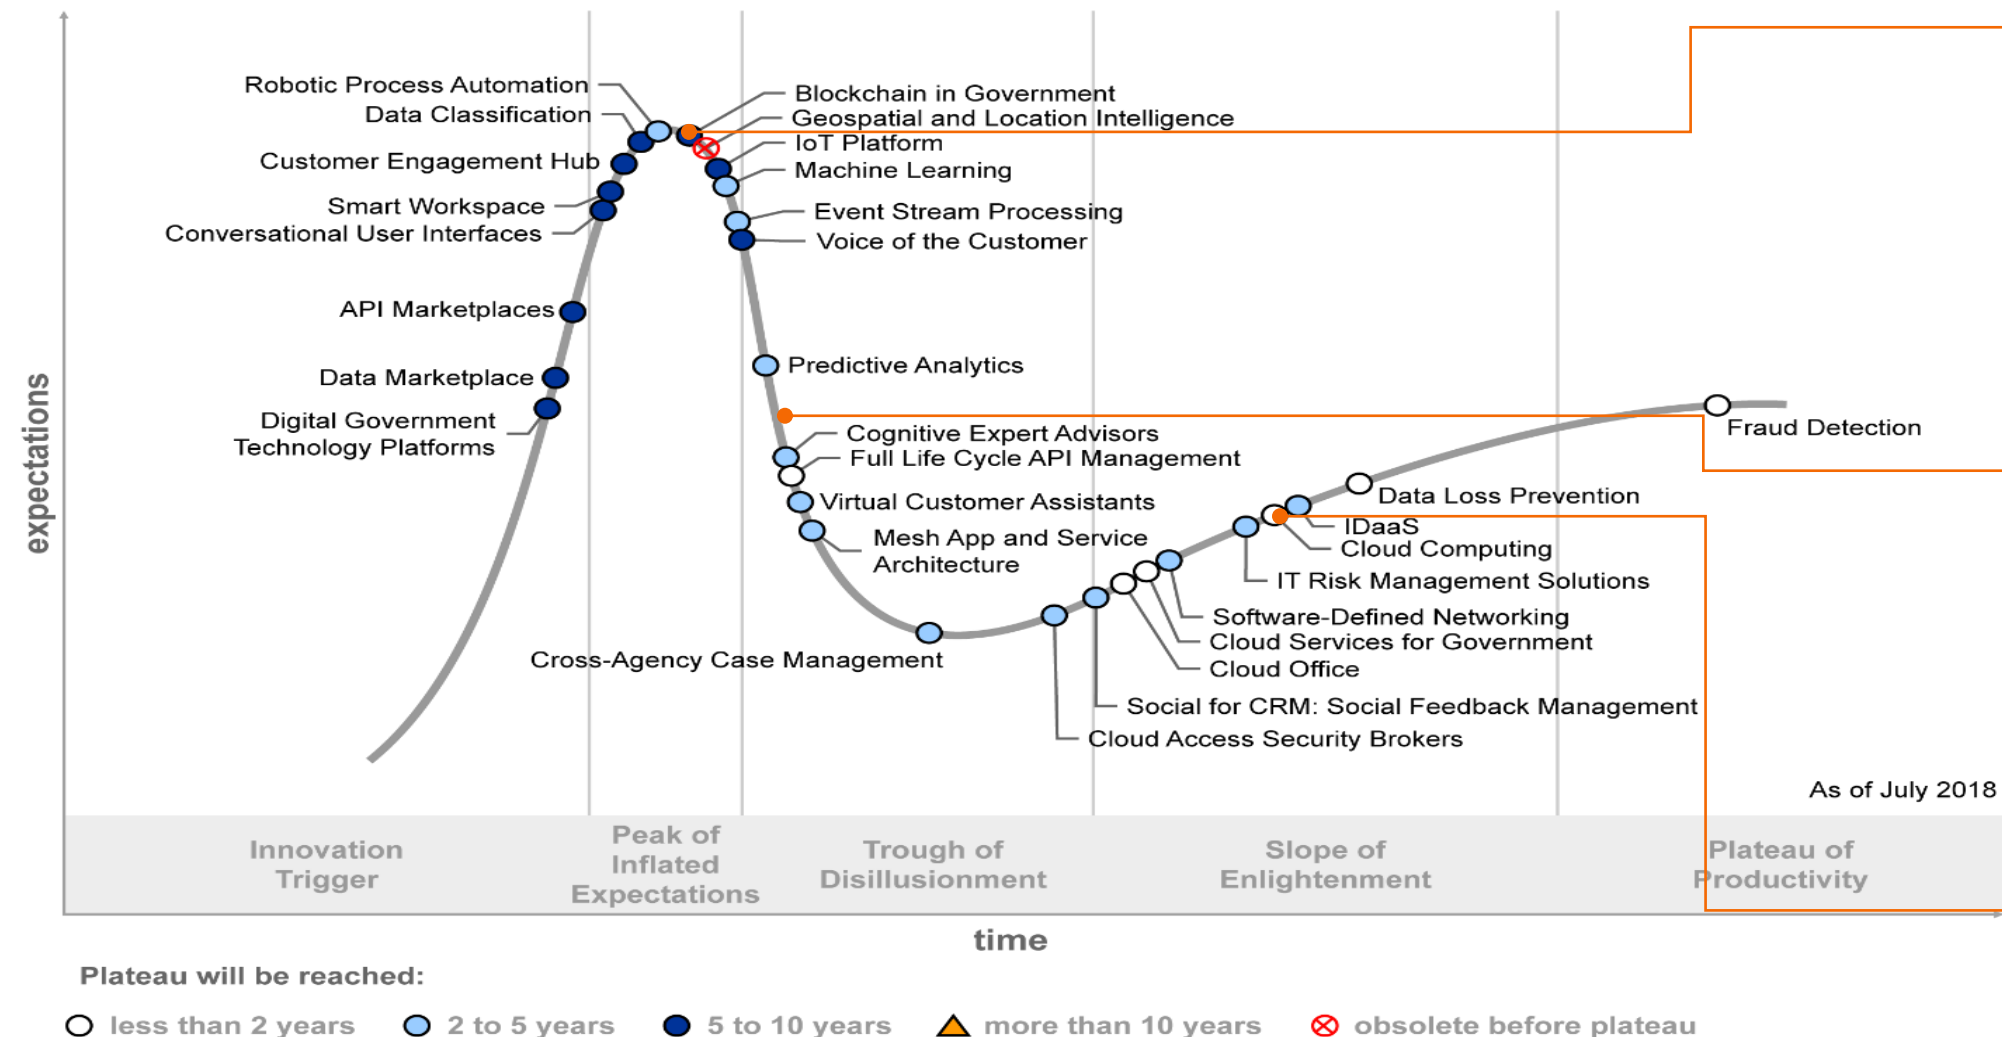 Robotic Process Automation
Data Classification
Customer Engagement Hub
Smart Workspace
Conversational User Interfaces
API Marketplaces
Data Marketplace
Digital Government
Technology Platforms
Blockchain in Government
Geospatial and Location Intelligence
IoT Platform
Machine Learning
Event Stream Processing
Voice of the Customer
Predictive Analytics
Cognitive Expert Advisors
Full Life Cycle API Management
Virtual Customer Assistants
Mesh App and Service
Architecture
Cross-Agency Case Management
Fraud Detection
Data Loss Prevention
IDaaS
Cloud Computing
IT Risk Management Solutions
Software-Defined Networking
Cloud Services for Government
Cloud Office
Social for CRM: Social Feedback Management
Cloud Access Security Brokers
As of July 2018
expectations
Innovation
Trigger
Peak of
Inflated
Expectations
Trough of
Disillusionment
Slope of
Enlightenment
Plateau of
Productivity
time
Plateau will be reached:
less than 2 years
2 to 5 years
5 to 10 years
more than 10 years
obsolete before plateau